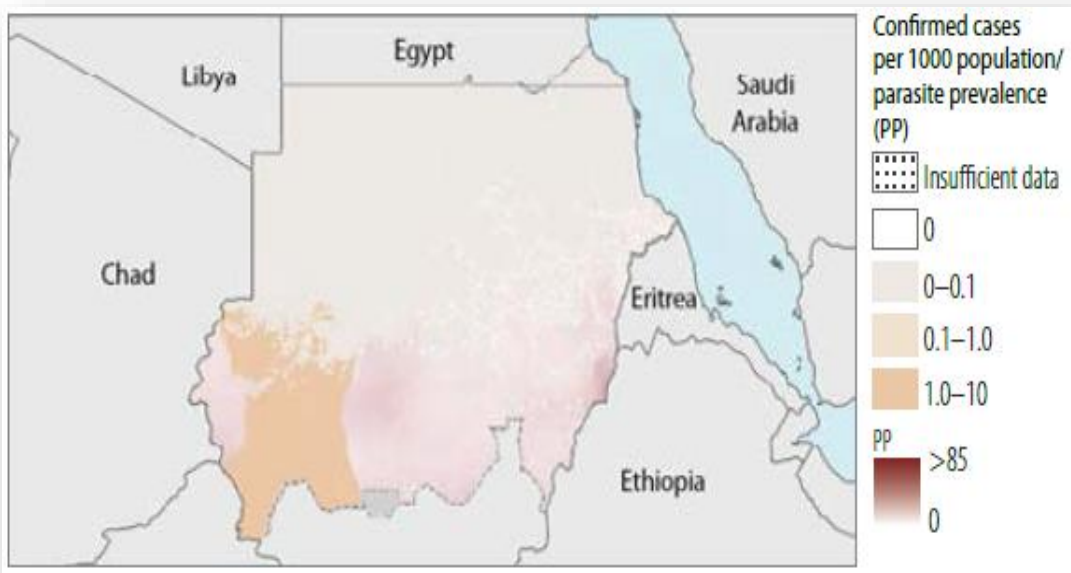 Egypt
Libya
Saudi
Arabia
Chad
Eritrea
Ethiopia
Confirmed cases
per 1000 population/
parasite prevalence
(PP)
Insufficient data
0
0–0.1
0.1–1.0
1.0–10
PP
>85
0